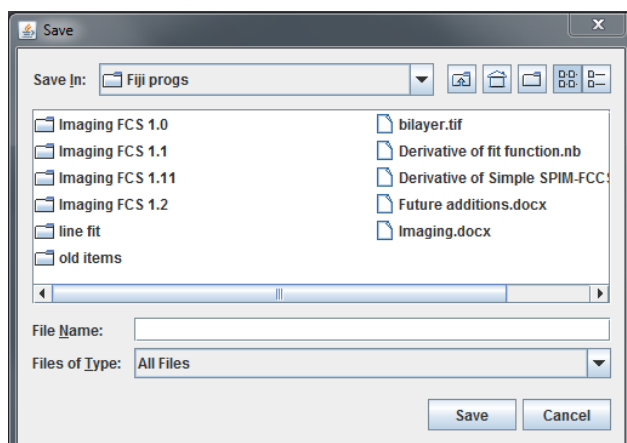 Save
Save In: Fiji progs
Imaging FCS 1.0
Imaging FCS 1.1
Imaging FCS 1.11
Imaging FCS 1.2
line fit
old items
bilayer.tif
Derivative of fit function.nb
Derivative of Simple SPIM-FCCS
Future additions.docx
Imaging.docx
File Name:
Files of Type: All Files
Save Cancel